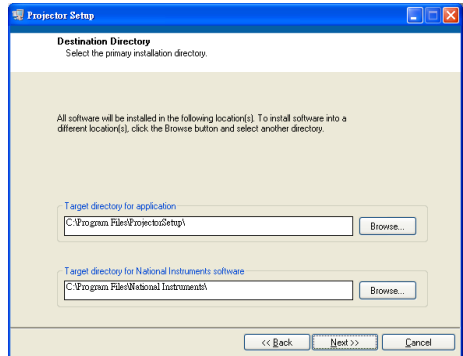 Projector Setup
Destination Directory
Select the primary installation directory.
All software will be installed in the following location(s). To install software into a
different location(s), click the Browse button and select another directory.
Target directory for application
C:\Program Files\ProjectorSetup\
Browse...
Target directory for National Instruments software
C:\Program Files\National Instruments\
Browse...
<< Back
Next >>
Cancel